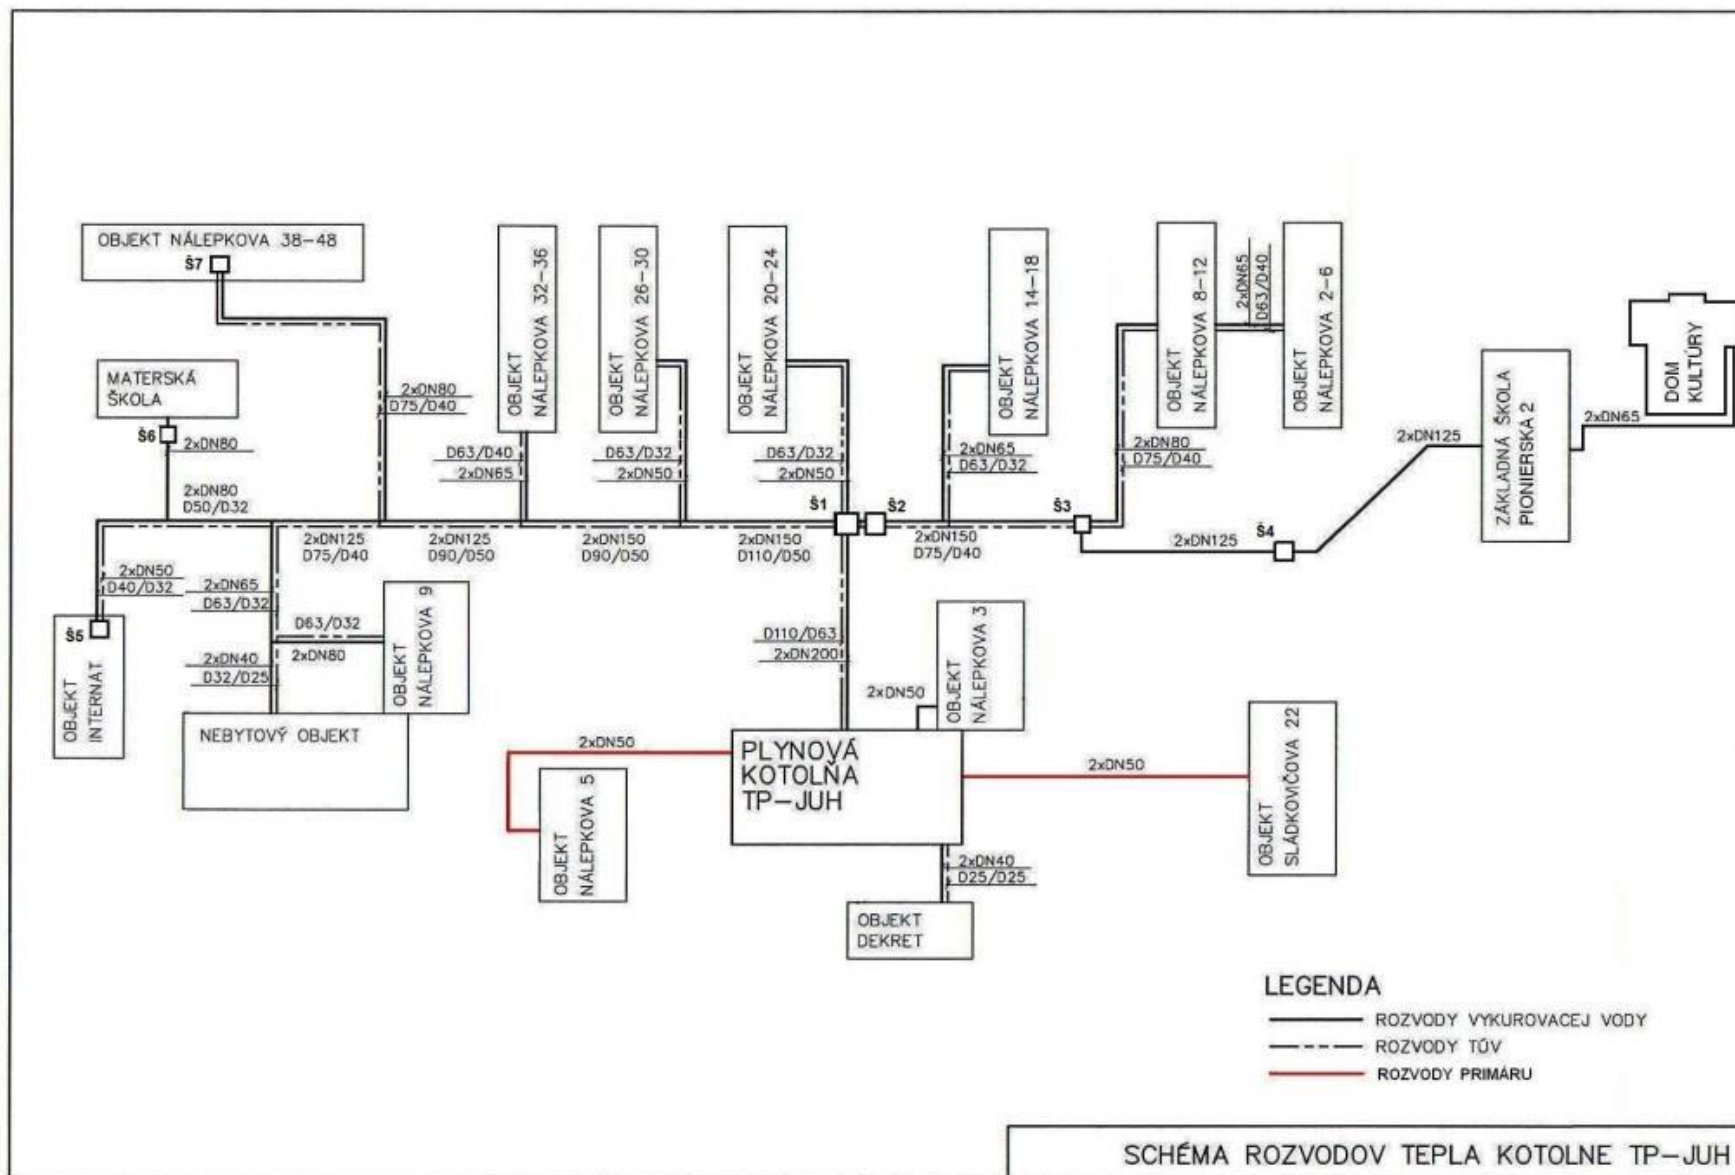 OBJEKT NÁLEPKOVA 38-48
Š7
MATERSKÁ
ŠKOLA
Š6
2xDN80
2xDN80
D75/D40
OBJEKT
NÁLEPKOVA 32-36
D63/D40
2xDN65
OBJEKT
NÁLEPKOVA 26-30
D63/D32
2xDN50
OBJEKT
NÁLEPKOVA 20-24
D63/D32
2xDN50
OBJEKT
NÁLEPKOVA 14-18
2xDN65
D63/D32
OBJEKT
NÁLEPKOVA 8-12
2xDN80
D75/D40
2xDN65
D63/D40
OBJEKT
NÁLEPKOVA 2-6
ZÁKLADNÁ ŠKOLA
PIONIERSKA 2
2xDN125
DOM
KULTÚRY
2xDN65
2xDN80
D50/D32
2xDN125
D75/D40
2xDN125
D90/D50
2xDN150
D90/D50
2xDN150
D110/D50
Š1
Š2
2xDN150
D75/D40
Š3
2xDN125
Š4
2xDN50
D40/D32
Š5
OBJEKT
INTERNÁT
2xDN65
D63/D32
D63/D32
2xDN80
2xDN40
D32/D25
OBJEKT
NÁLEPKOVA 9
NEBYTOVÝ OBJEKT
D110/D63
2xDN200
2xDN50
OBJEKT
NÁLEPKOVA 3
2xDN50
OBJEKT
NÁLEPKOVA 5
PLYNOVÁ
KOTOLŇA
TP-JUH
2xDN50
OBJEKT
SLÁDKOVIČOVA 22
2xDN40
D25/D25
OBJEKT
DEKRET
LEGENDA
ROZVODY VYKUROVACEJ VODY
ROZVODY TÚV
ROZVODY PRIMÁRU
SCHÉMA ROZVODOV TEPLA KOTOLNE TP-JUH